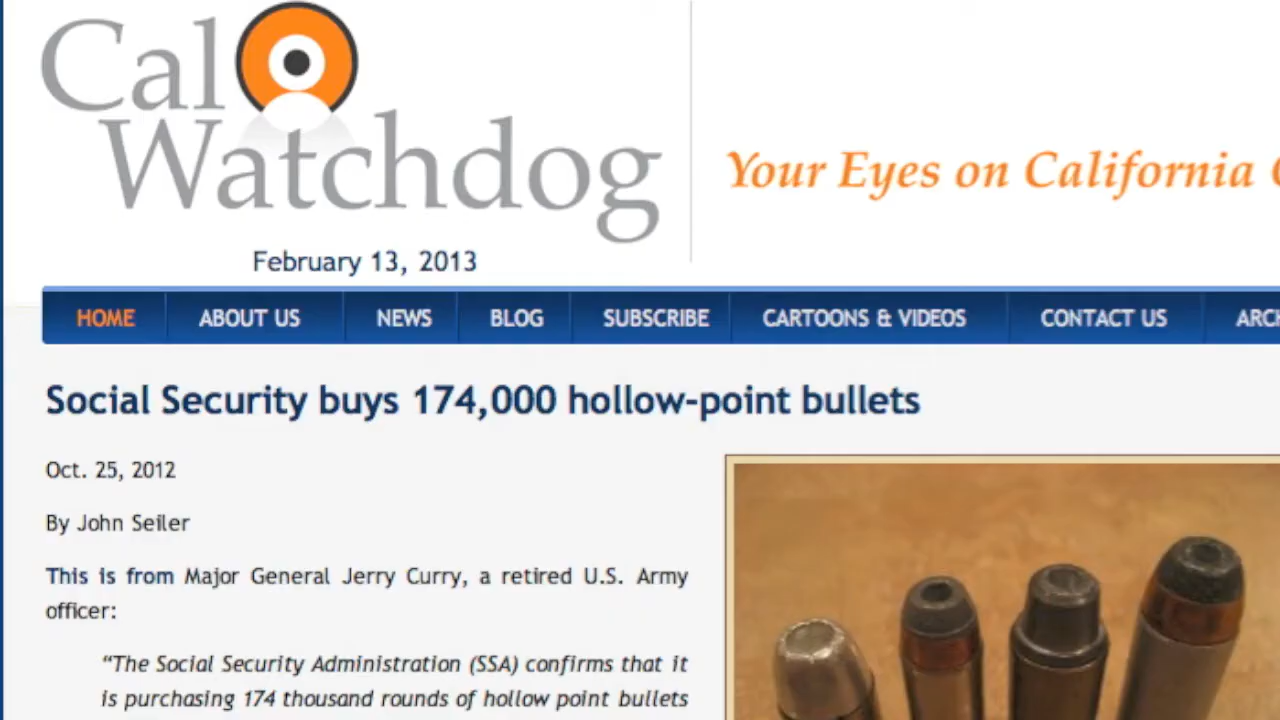 Cal
Watchdog
Your Eyes on California
February 13, 2013
HOME ABOUT US NEWS BLOG SUBSCRIBE CARTOONS & VIDEOS CONTACT US ARCH
Social Security buys 174,000 hollow-point bullets
Oct. 25, 2012
By John Seiler
This is from Major General Jerry Curry, a retired U.S. Army
officer:
“The Social Security Administration (SSA) confirms that it
is purchasing 174 thousand rounds of hollow point bullets